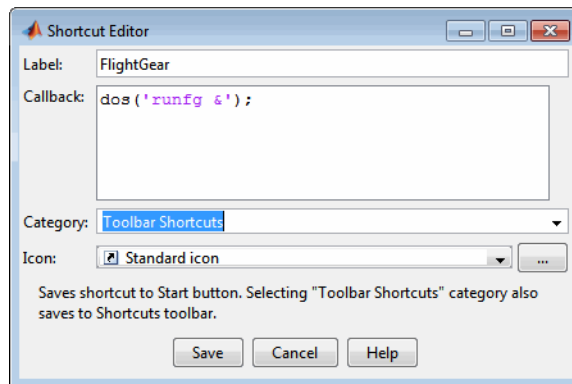 Shortcut Editor
Label: FlightGear
Callback: dos('runfg &');
Category: Toolbar Shortcuts
Icon: Standard icon ...
Saves shortcut to Start button. Selecting "Toolbar Shortcuts" category also
saves to Shortcuts toolbar.
Save Cancel Help